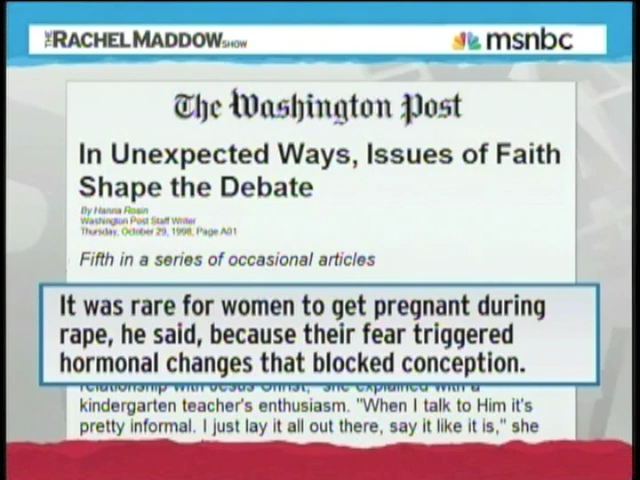 THE RACHEL MADDOW SHOW
msnbc
The Washington Post
In Unexpected Ways, Issues of Faith
Shape the Debate
By Hanna Rosin
Washington Post Staff Writer
Thursday, October 29, 1998, Page A01
Fifth in a series of occasional articles
It was rare for women to get pregnant during
rape, he said, because their fear triggered
hormonal changes that blocked conception.
relationship with Jesus Christ," she explained with a
kindergarten teacher's enthusiasm. "When I talk to Him it's
pretty informal. I just lay it all out there, say it like it is," she